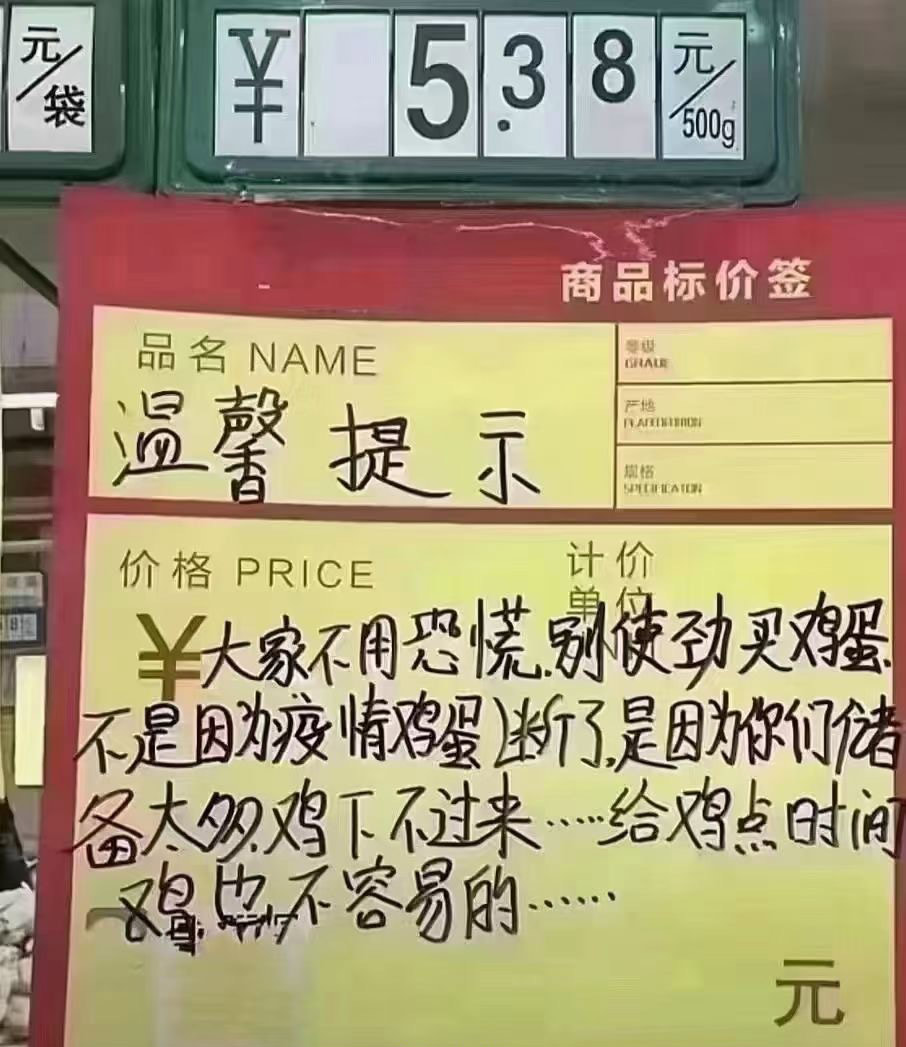 元/袋
¥ 5.38 元/500g
商品标价签
品名 NAME
温馨提示
等级
GRADE
产地
规格
价格 PRICE
计价
单位
¥
大家不用恐慌.别使劲买鸡蛋.
不是因为疫情鸡蛋断了,是因为你们储
备太多,鸡下不过来……给鸡点时间
鸡也不容易的……
元